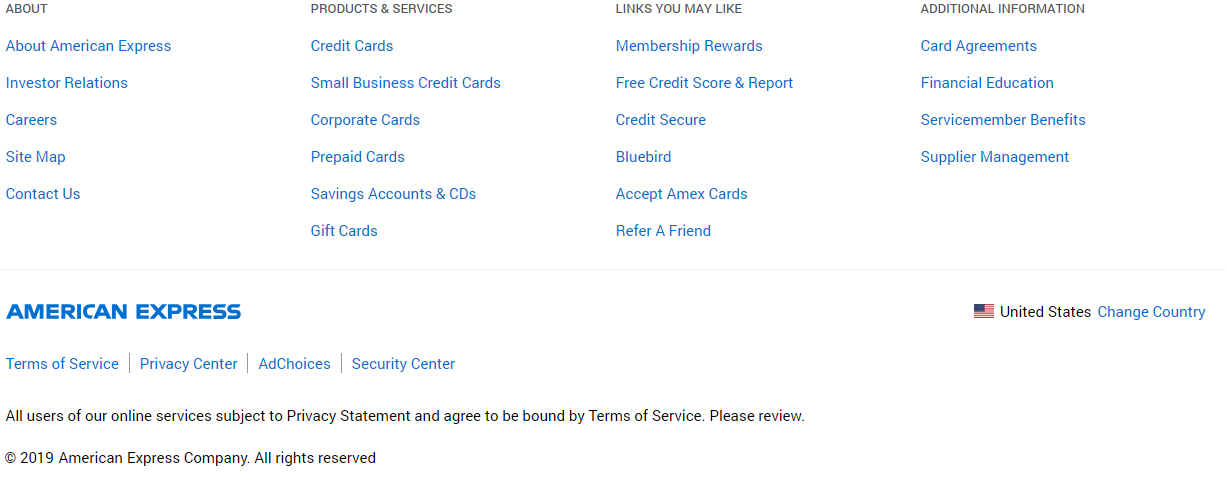 ABOUT
About American Express
Investor Relations
Careers
Site Map
Contact Us
PRODUCTS & SERVICES
Credit Cards
Small Business Credit Cards
Corporate Cards
Prepaid Cards
Savings Accounts & CDs
Gift Cards
LINKS YOU MAY LIKE
Membership Rewards
Free Credit Score & Report
Credit Secure
Bluebird
Accept Amex Cards
Refer A Friend
ADDITIONAL INFORMATION
Card Agreements
Financial Education
Servicemember Benefits
Supplier Management
AMERICAN EXPRESS
United States Change Country
Terms of Service Privacy Center AdChoices Security Center
All users of our online services subject to Privacy Statement and agree to be bound by Terms of Service. Please review.
© 2019 American Express Company. All rights reserved